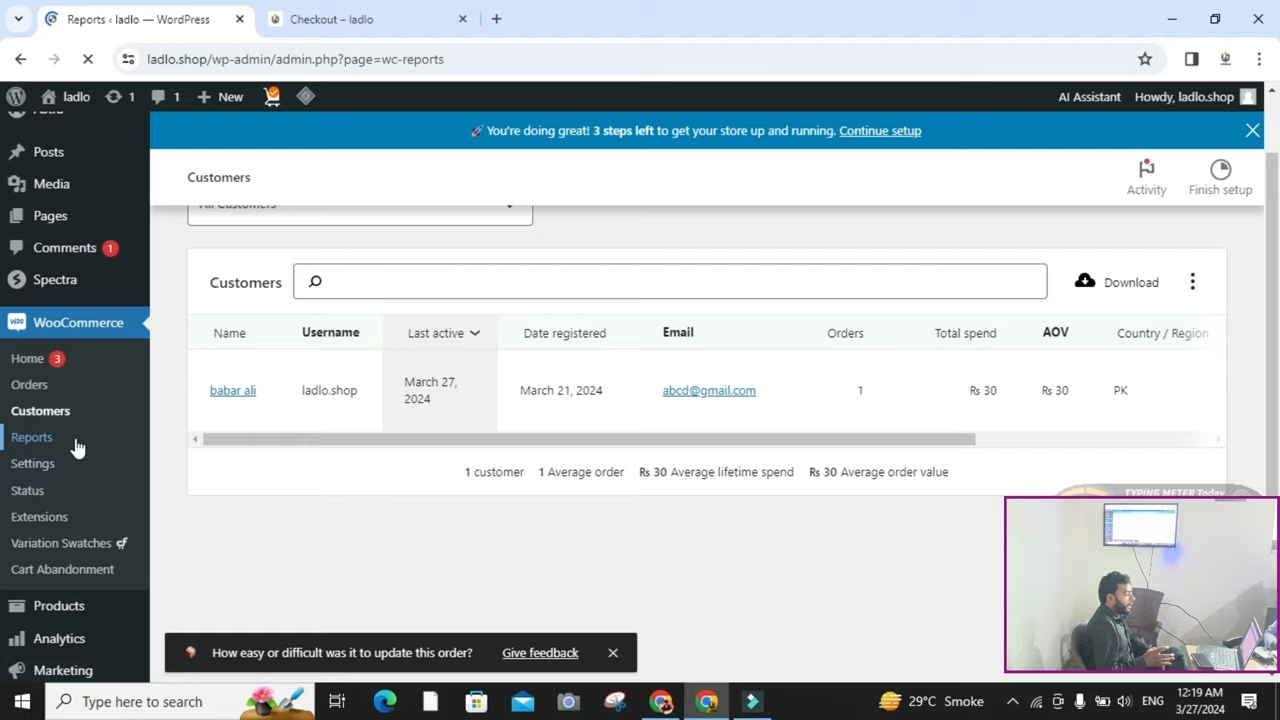 Reports ‹ ladlo — WordPress
Checkout – ladlo
ladlo.shop/wp-admin/admin.php?page=wc-reports
ladlo
1
1
New
AI Assistant
Howdy, ladlo.shop
Posts
Media
Pages
Comments 1
Spectra
WooCommerce
Home 3
Orders
Customers
Reports
Settings
Status
Extensions
Variation Swatches
Cart Abandonment
Products
Analytics
Marketing
You're doing great! 3 steps left to get your store up and running. Continue setup
Customers
Activity
Finish setup
All Customers
Customers
Download
Name Username Last active Date registered Email Orders Total spend AOV Country / Region
babar ali ladlo.shop March 27, 2024 March 21, 2024 abcd@gmail.com 1 ₨ 30 ₨ 30 PK
1 customer 1 Average order ₨ 30 Average lifetime spend ₨ 30 Average order value
TYPING METER Today
How easy or difficult was it to update this order? Give feedback
Type here to search
29°C Smoke
ENG
12:19 AM
3/27/2024